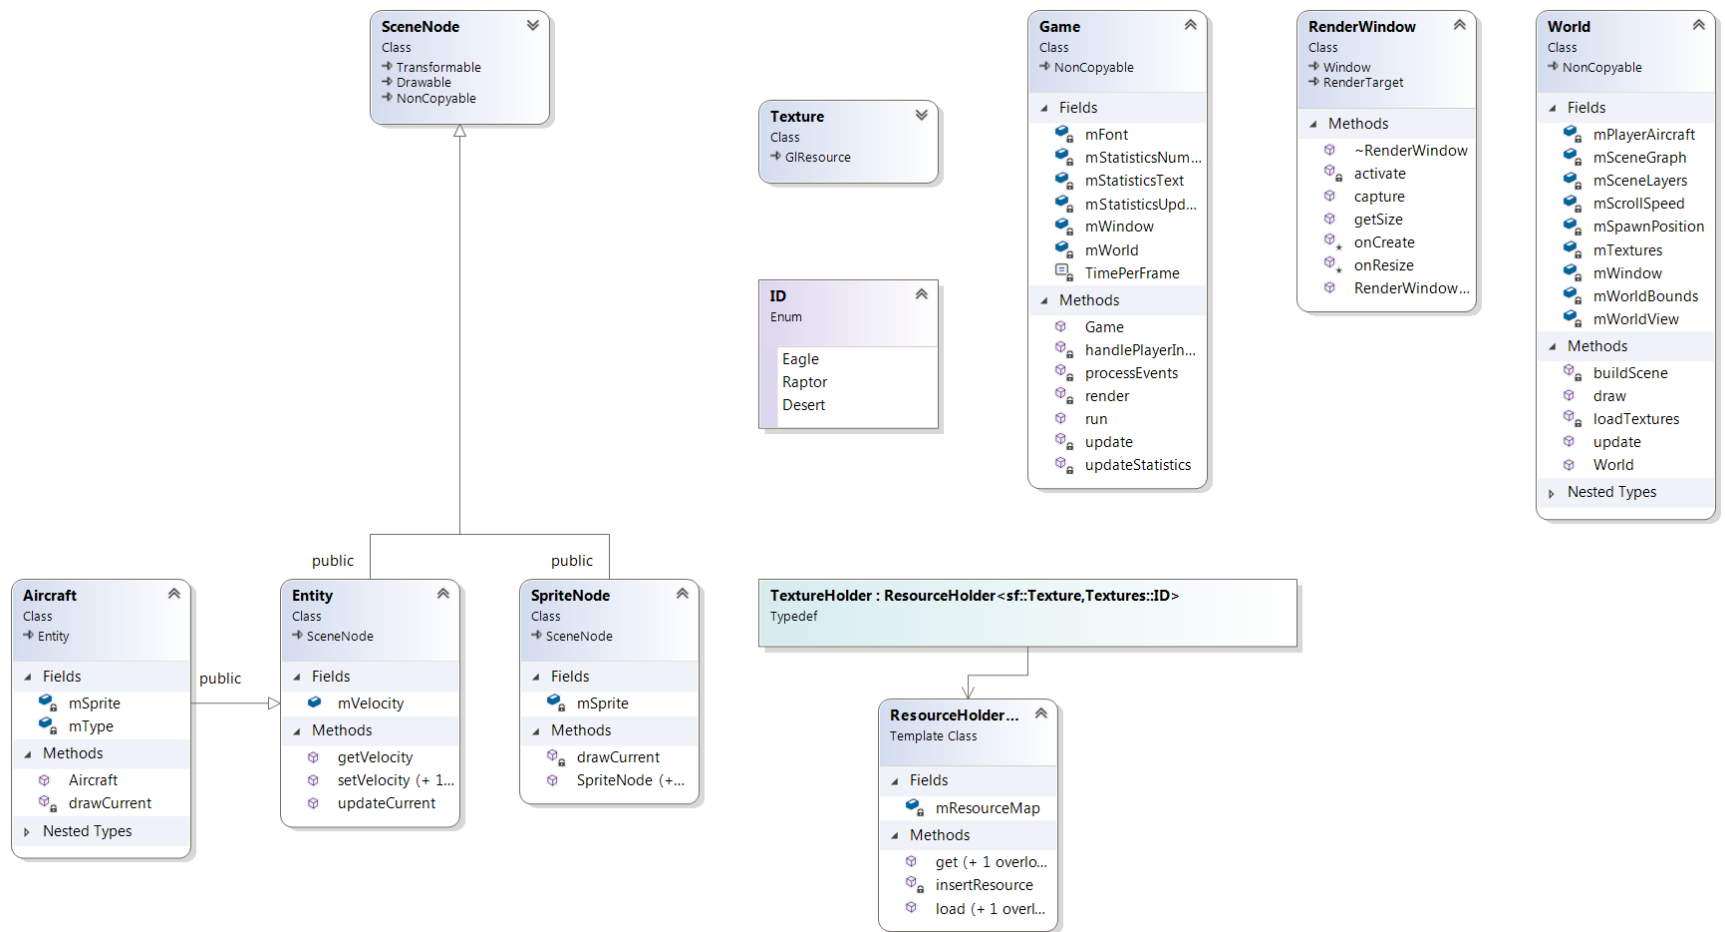 SceneNode
Class
Transformable
Drawable
NonCopyable
Texture
Class
GlResource
ID
Enum
Eagle
Raptor
Desert
Game
Class
NonCopyable
Fields
mFont
mStatisticsNum...
mStatisticsText
mStatisticsUpd...
mWindow
mWorld
TimePerFrame
Methods
Game
handlePlayerIn...
processEvents
render
run
update
updateStatistics
RenderWindow
Class
Window
RenderTarget
Methods
~RenderWindow
activate
capture
getSize
onCreate
onResize
RenderWindow...
World
Class
NonCopyable
Fields
mPlayerAircraft
mSceneGraph
mSceneLayers
mScrollSpeed
mSpawnPosition
mTextures
mWindow
mWorldBounds
mWorldView
Methods
buildScene
draw
loadTextures
update
World
Nested Types
public
public
Aircraft
Class
Entity
Fields
mSprite
mType
Methods
Aircraft
drawCurrent
Nested Types
public
Entity
Class
SceneNode
Fields
mVelocity
Methods
getVelocity
setVelocity (+ 1...
updateCurrent
SpriteNode
Class
SceneNode
Fields
mSprite
Methods
drawCurrent
SpriteNode (+...
TextureHolder : ResourceHolder<sf::Texture,Textures::ID>
Typedef
ResourceHolder...
Template Class
Fields
mResourceMap
Methods
get (+ 1 overlo...
insertResource
load (+ 1 overl...